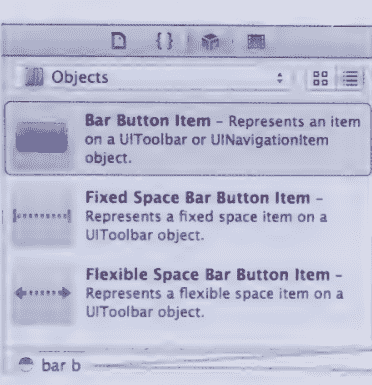 Objects
Bar Button Item – Represents an item
on a UIToolbar or UINavigationItem
object.
Fixed Space Bar Button Item –
Represents a fixed space item on a
UIToolbar object.
Flexible Space Bar Button Item –
Represents a flexible space item on a
UIToolbar object.
bar b